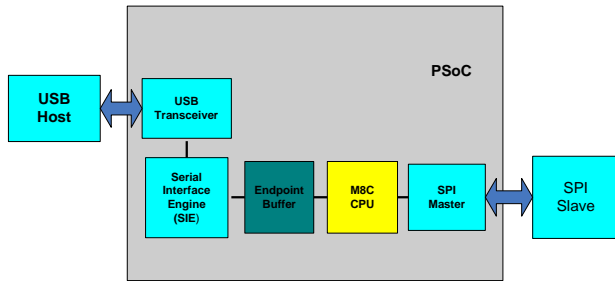 PSoC
USB
Host
USB
Transceiver
Serial
Interface
Engine
(SIE)
Endpoint
Buffer
M8C
CPU
SPI
Master
SPI
Slave